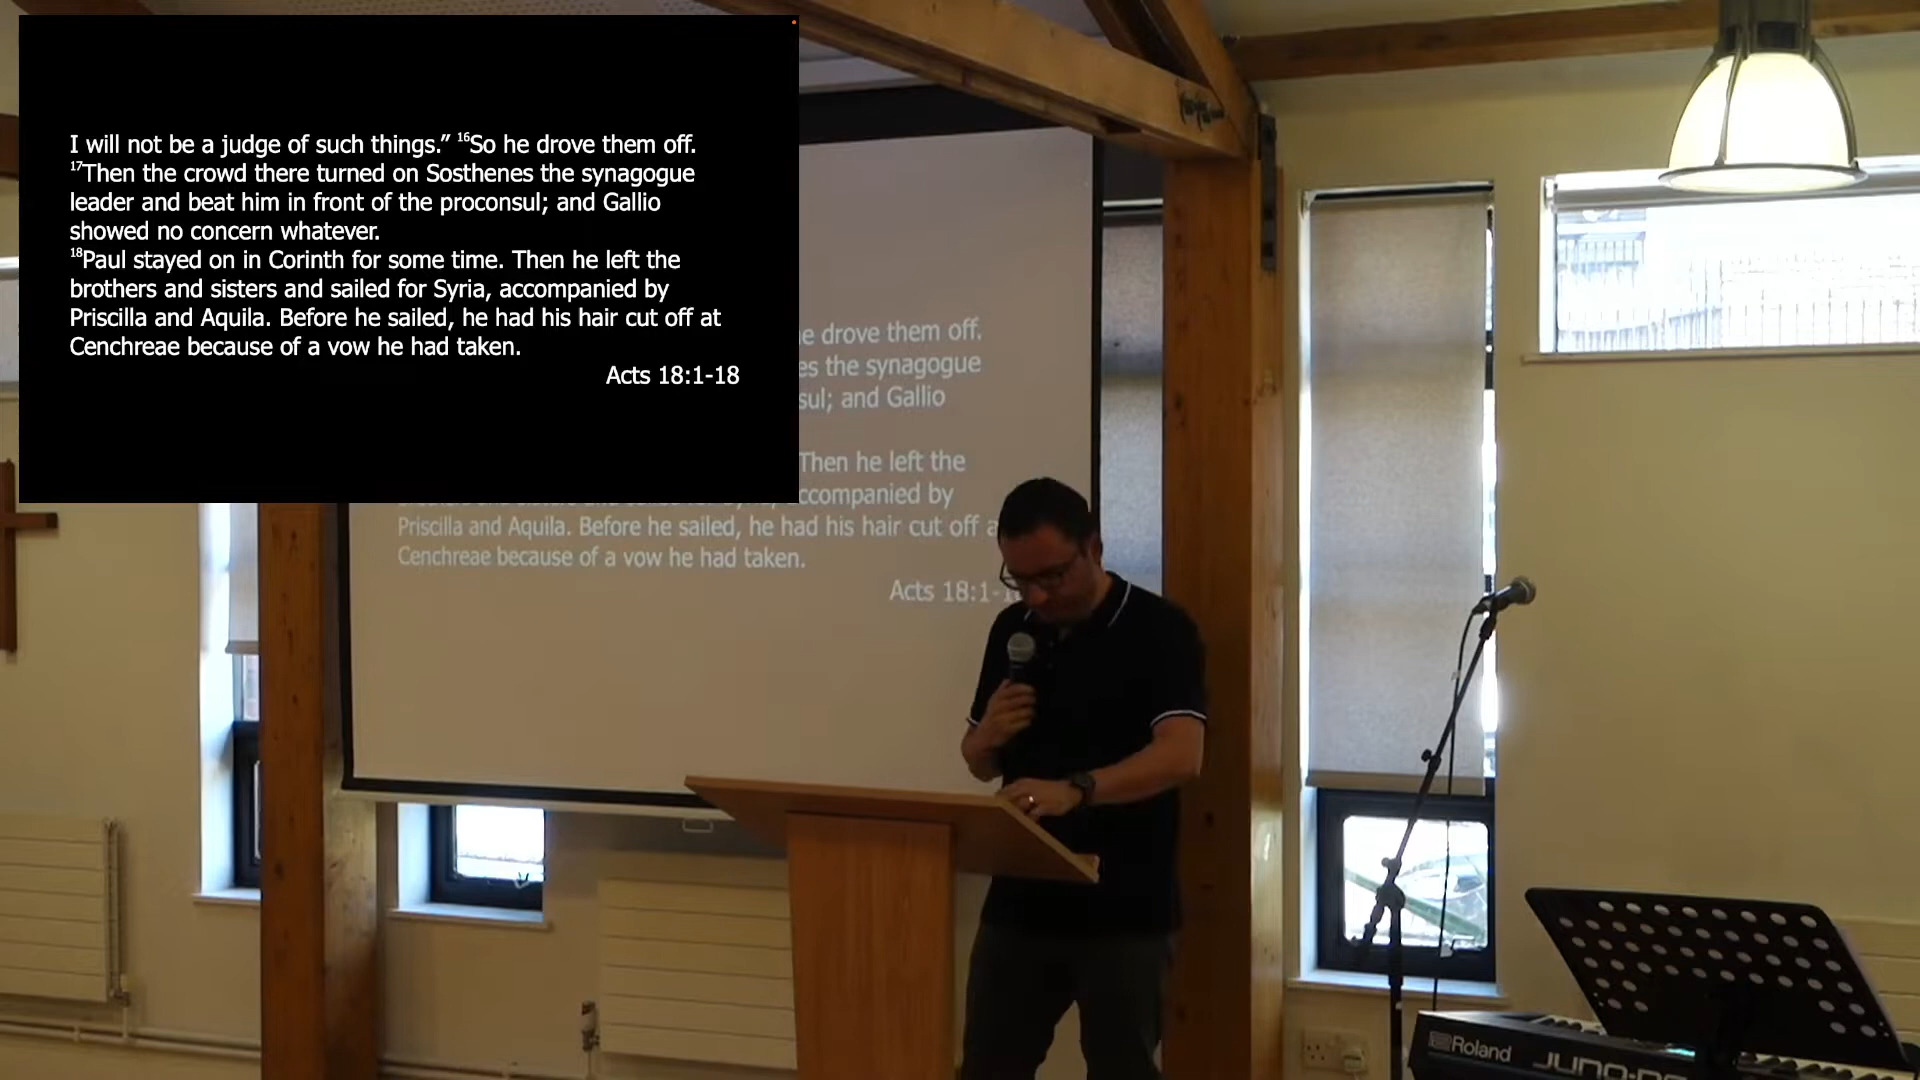 I will not be a judge of such things.” ¹⁶So he drove them off.
¹⁷Then the crowd there turned on Sosthenes the synagogue
leader and beat him in front of the proconsul; and Gallio
showed no concern whatever.
¹⁸Paul stayed on in Corinth for some time. Then he left the
brothers and sisters and sailed for Syria, accompanied by
Priscilla and Aquila. Before he sailed, he had his hair cut off at
Cenchreae because of a vow he had taken.
Acts 18:1-18
drove them off.
the synagogue
and Gallio
Then he left the
accompanied by
Priscilla and Aquila. Before he sailed, he had his hair cut off
Cenchreae because of a vow he had taken.
Acts 18:1-
Roland